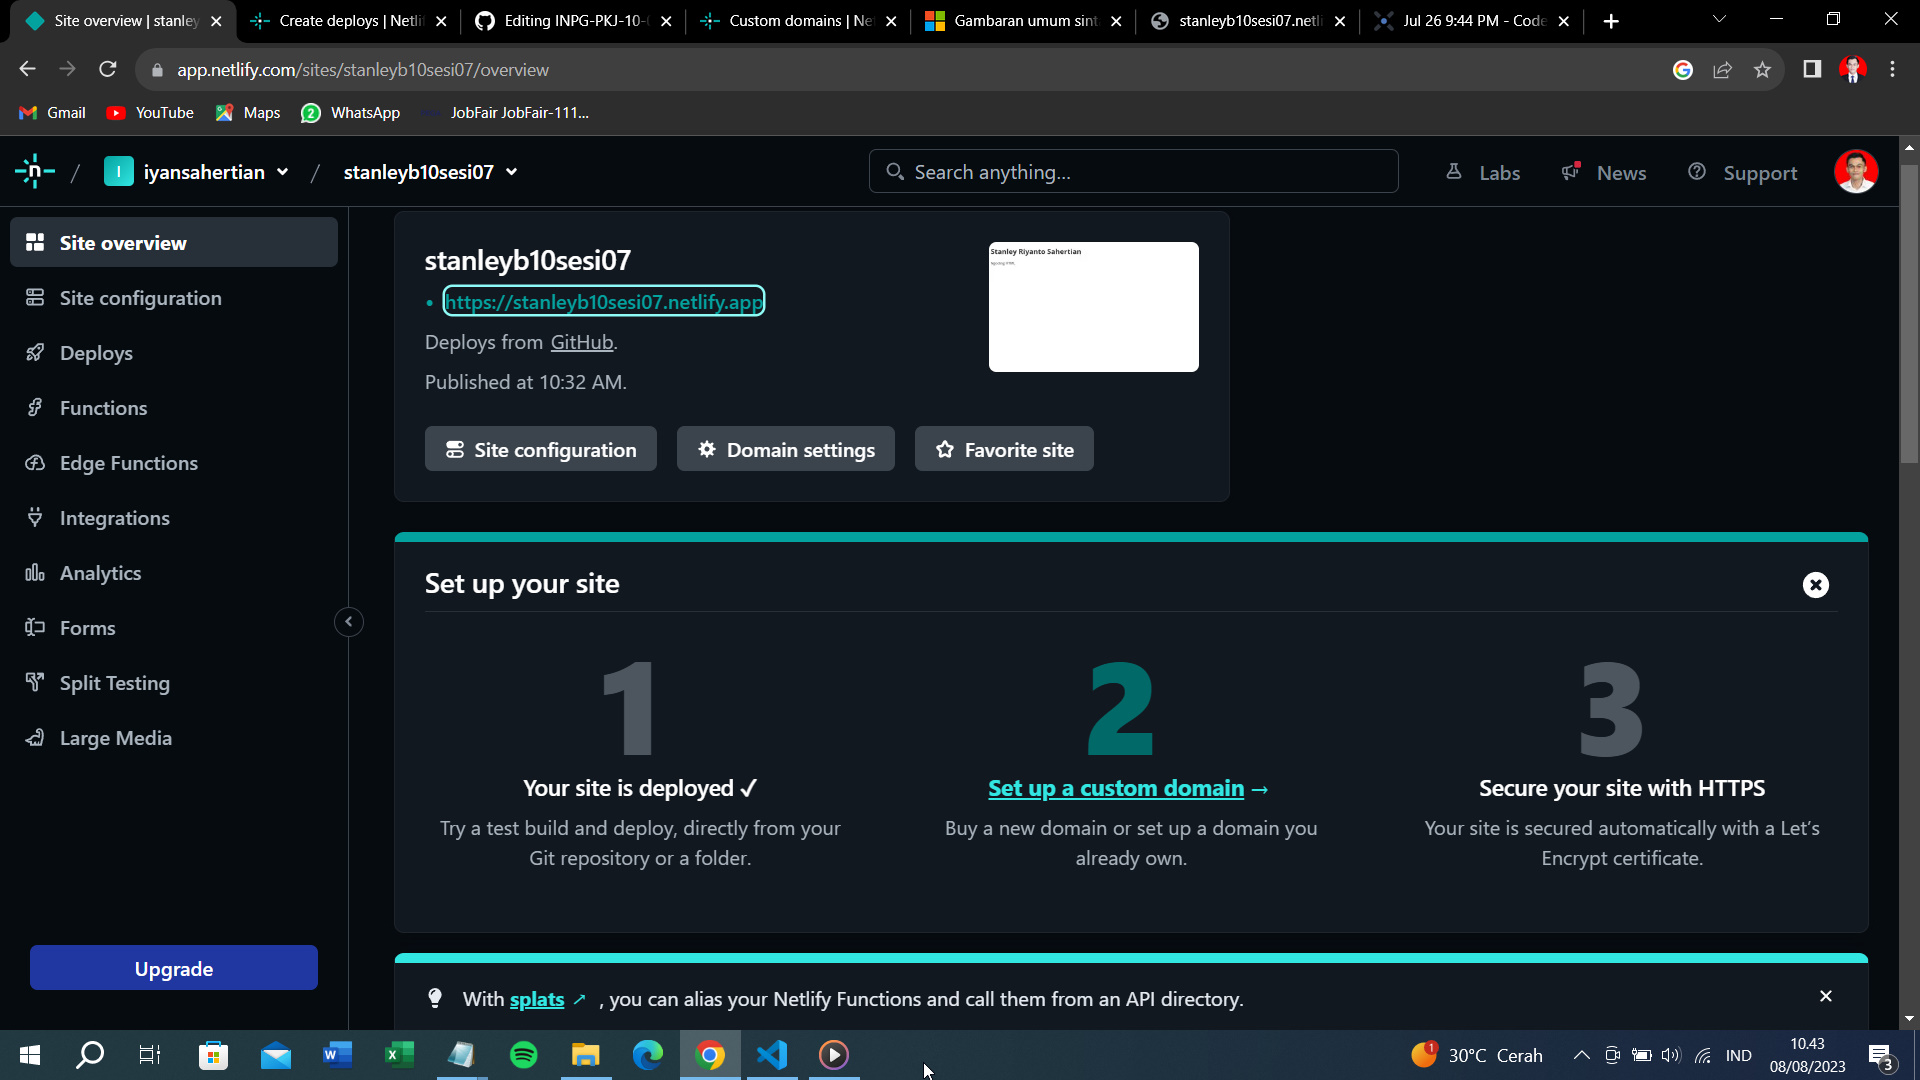 Site overview | stanley
Create deploys | Netli
Editing INPG-PKJ-10-
Custom domains | Ne
Gambaran umum sint
stanleyb10sesi07.netli
Jul 26 9:44 PM - Code
app.netlify.com/sites/stanleyb10sesi07/overview
Gmail
YouTube
Maps
2
WhatsApp
JobFair JobFair-111...
n
/
I
iyansahertian
/
stanleyb10sesi07
Search anything...
Labs
News
Support
Site overview
Site configuration
Deploys
Functions
Edge Functions
Integrations
Analytics
Forms
Split Testing
Large Media
Upgrade
stanleyb10sesi07
• https://stanleyb10sesi07.netlify.app
Deploys from GitHub.
Published at 10:32 AM.
Site configuration
Domain settings
Favorite site
Stanley Riyanto Sahertian
Set up your site
1
Your site is deployed ✓
Try a test build and deploy, directly from your
Git repository or a folder.
2
Set up a custom domain →
Buy a new domain or set up a domain you
already own.
3
Secure your site with HTTPS
Your site is secured automatically with a Let's
Encrypt certificate.
With splats ↗ , you can alias your Netlify Functions and call them from an API directory.
1
30°C Cerah
IND
10.43
08/08/2023
3